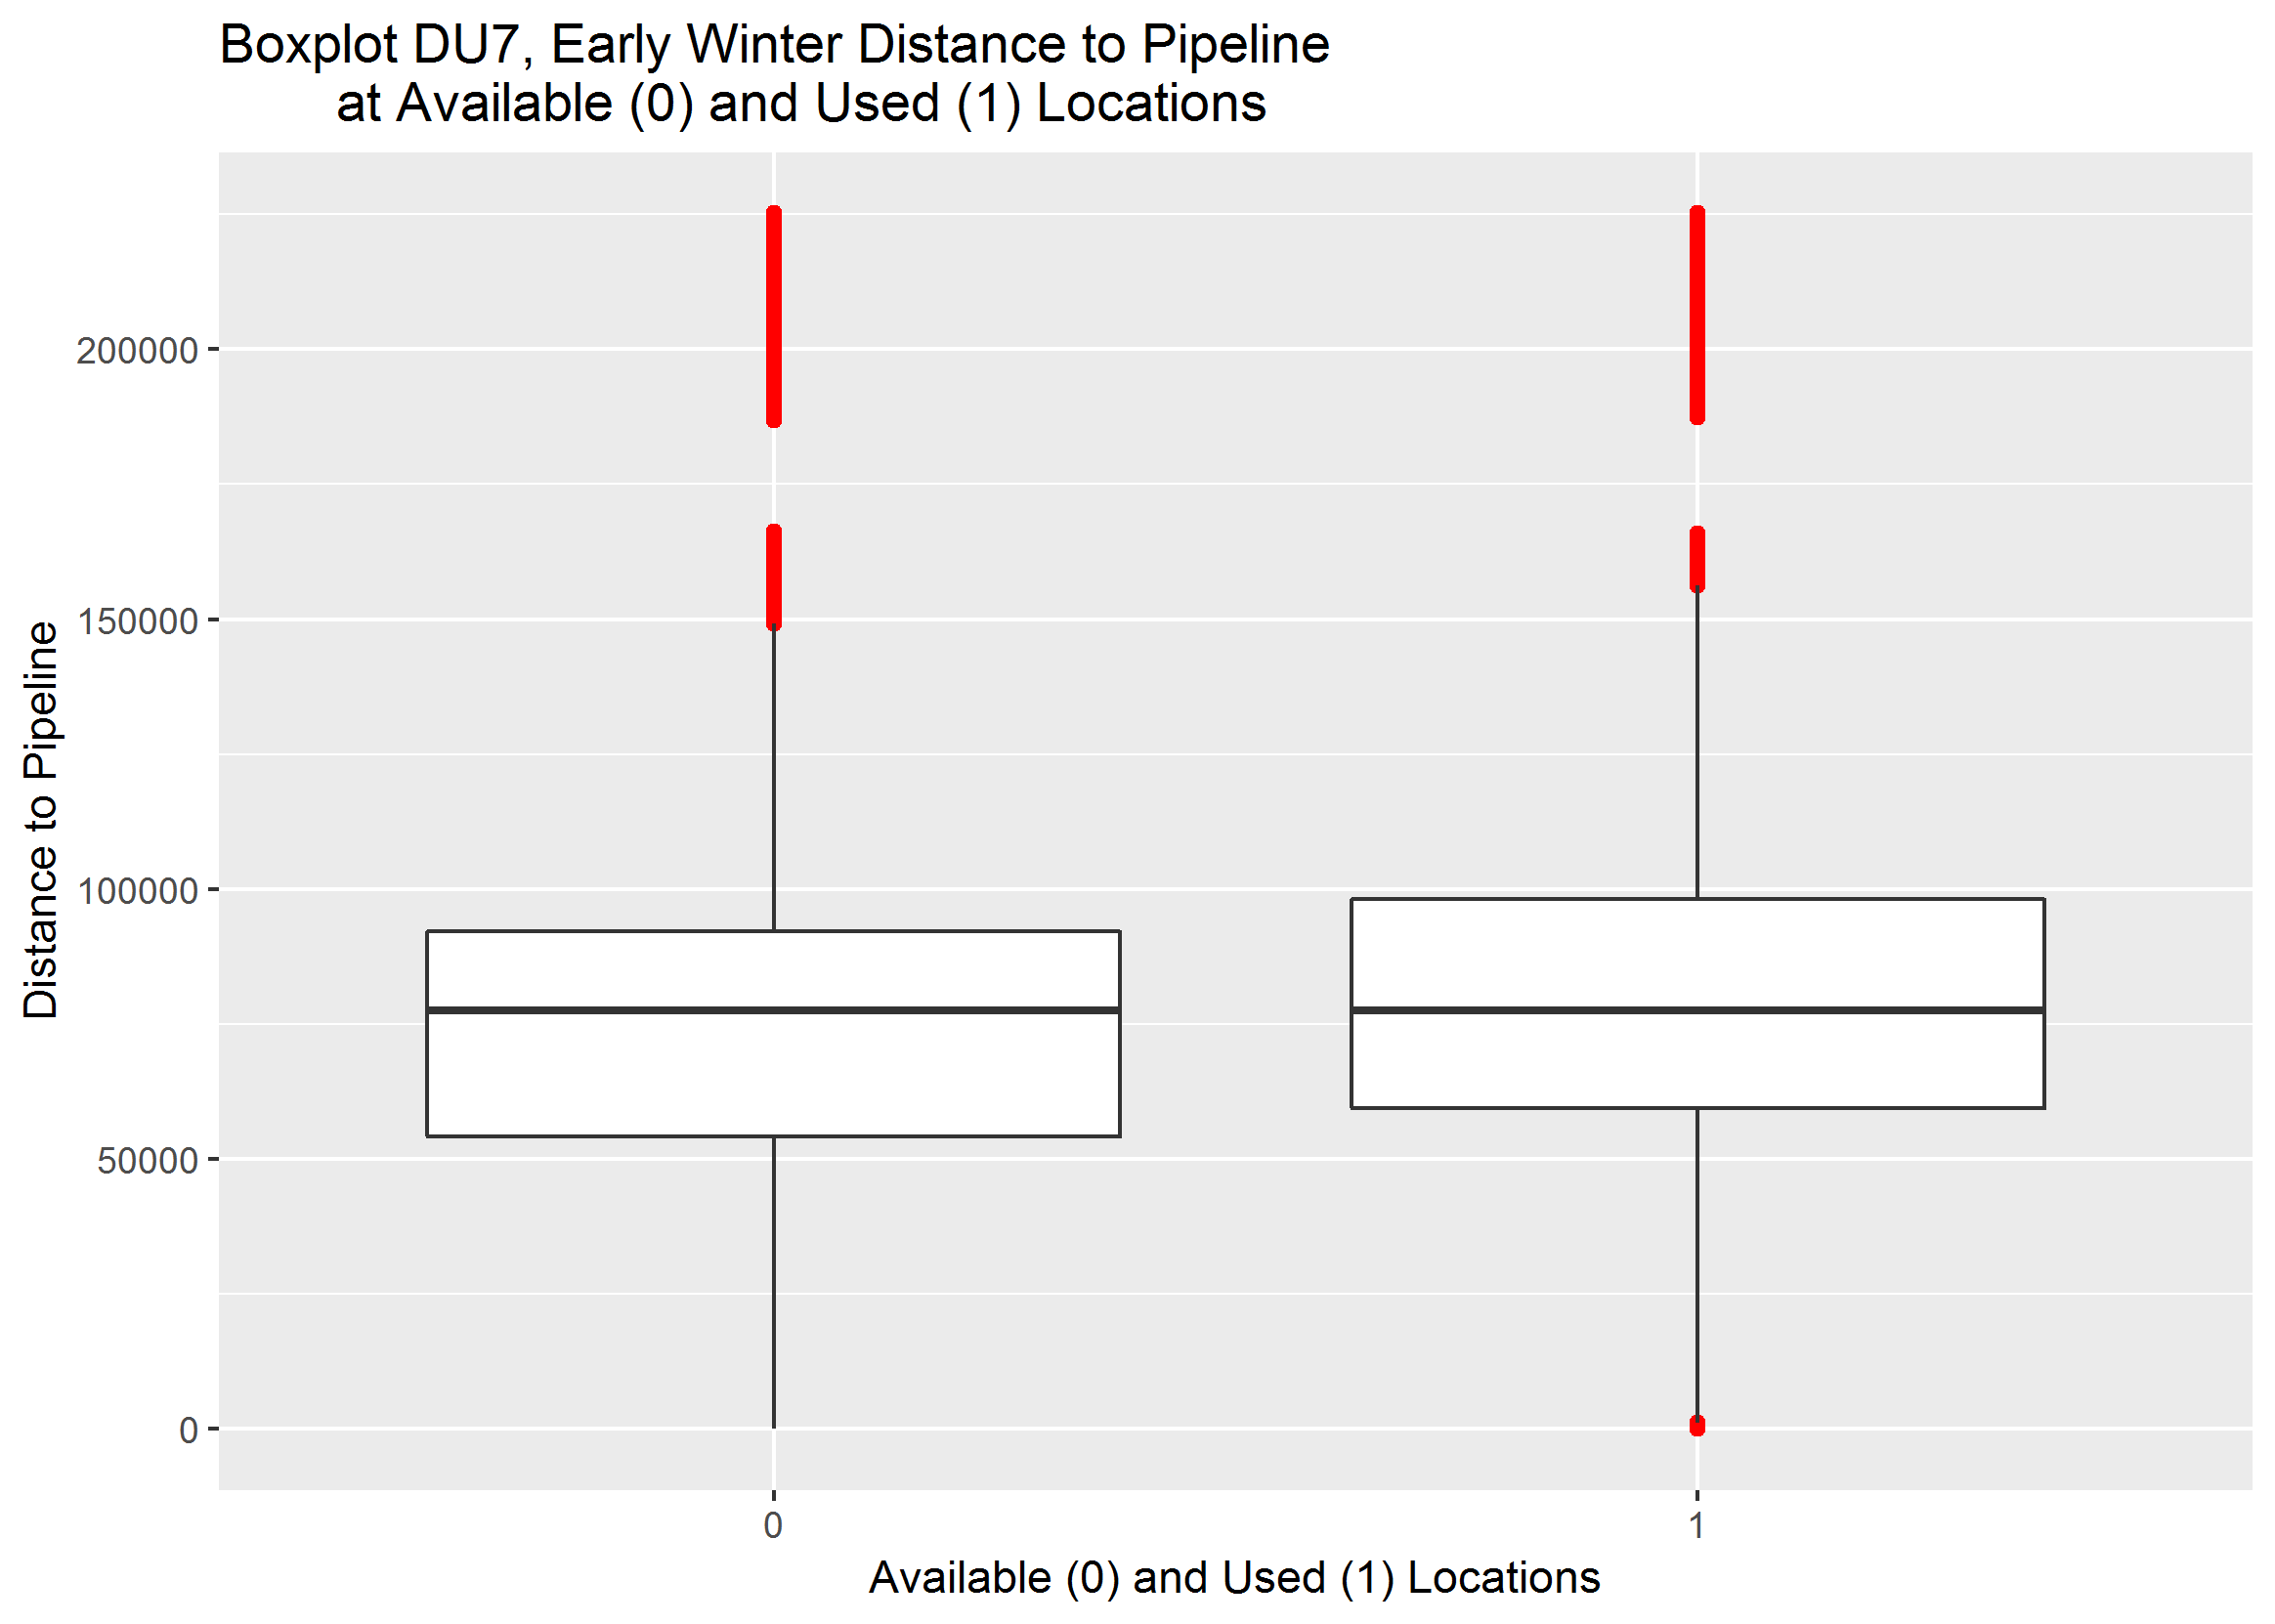 Boxplot DU7, Early Winter Distance to Pipeline
at Available (0) and Used (1) Locations
Distance to Pipeline
200000
150000
100000
50000
0
0
1
Available (0) and Used (1) Locations